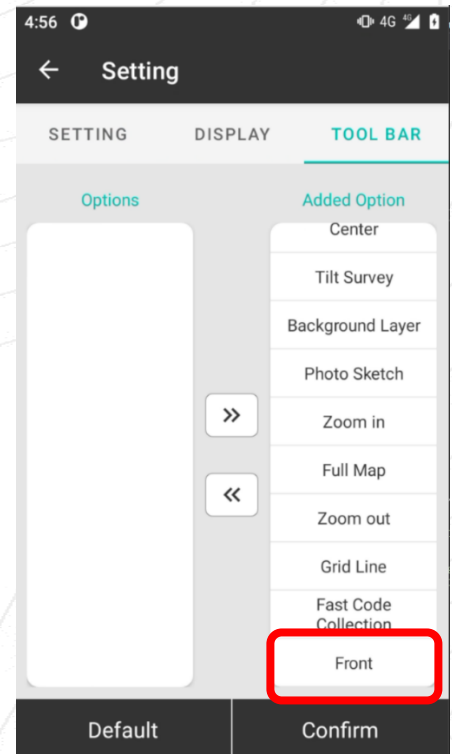 4:56 4G 4G
Setting
SETTING DISPLAY TOOL BAR
Options Added Option
Center
Tilt Survey
Background Layer
Photo Sketch
Zoom in
Full Map
Zoom out
Grid Line
Fast Code
Collection
Front
Default Confirm